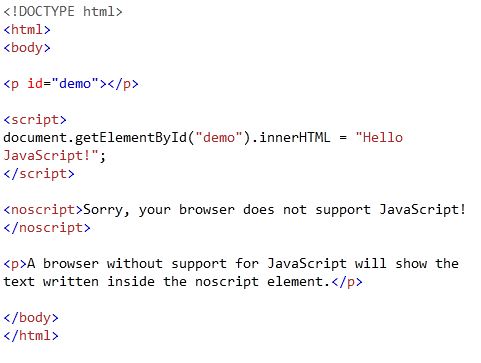 <!DOCTYPE html>
<html>
<body>
<p id="demo"></p>
<script>
document.getElementById("demo").innerHTML = "Hello
JavaScript!";
</script>
<noscript>Sorry, your browser does not support JavaScript!
</noscript>
<p>A browser without support for JavaScript will show the
text written inside the noscript element.</p>
</body>
</html>